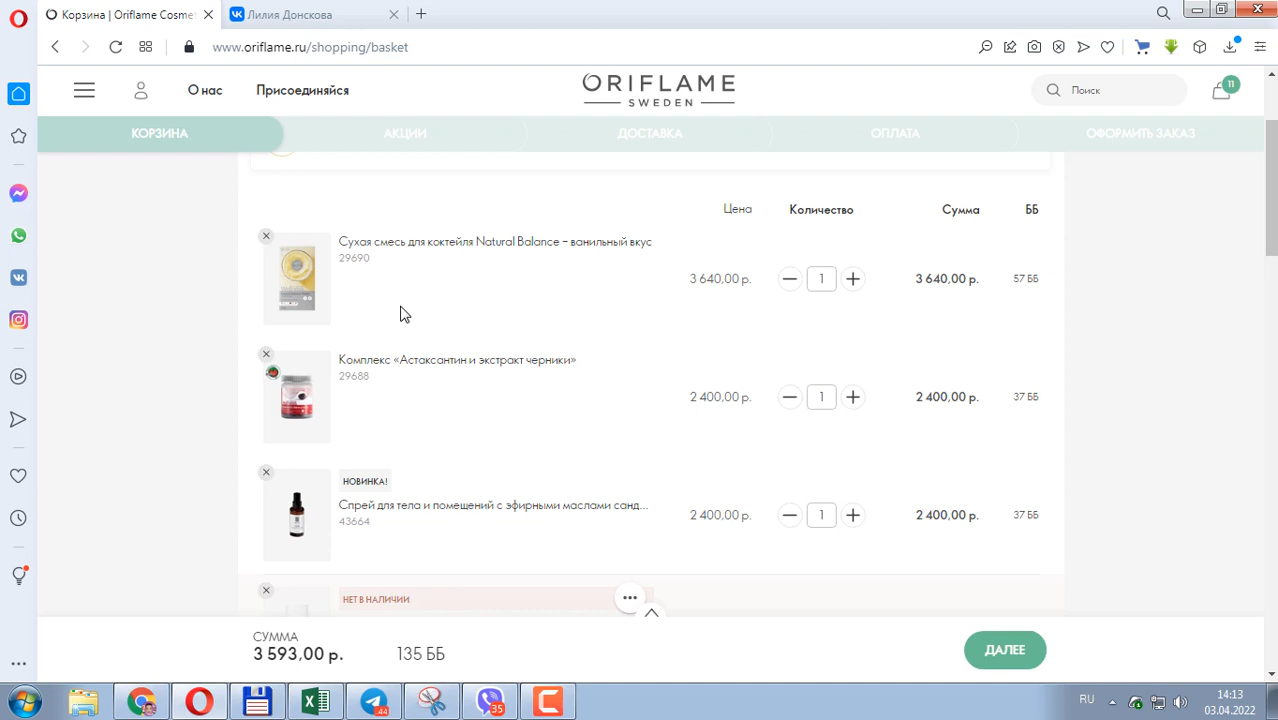 Корзина | Oriflame Cosmet
Лилия Донскова
www.oriflame.ru/shopping/basket
О нас
Присоединяйся
ORIFLAME
SWEDEN
Поиск
11
КОРЗИНА
АКЦИИ
ДОСТАВКА
ОПЛАТА
ОФОРМИТЬ ЗАКАЗ
Цена
Количество
Сумма
ББ
Сухая смесь для коктейля Natural Balance – ванильный вкус
29690
3 640,00 р.
1
3 640,00 р.
57 ББ
Комплекс «Астаксантин и экстракт черники»
29688
2 400,00 р.
1
2 400,00 р.
37 ББ
НОВИНКА!
Спрей для тела и помещений с эфирными маслами санд...
43664
2 400,00 р.
1
2 400,00 р.
37 ББ
НЕТ В НАЛИЧИИ
СУММА
3 593,00 р.
135 ББ
ДАЛЕЕ
44
35
RU
14:13
03.04.2022